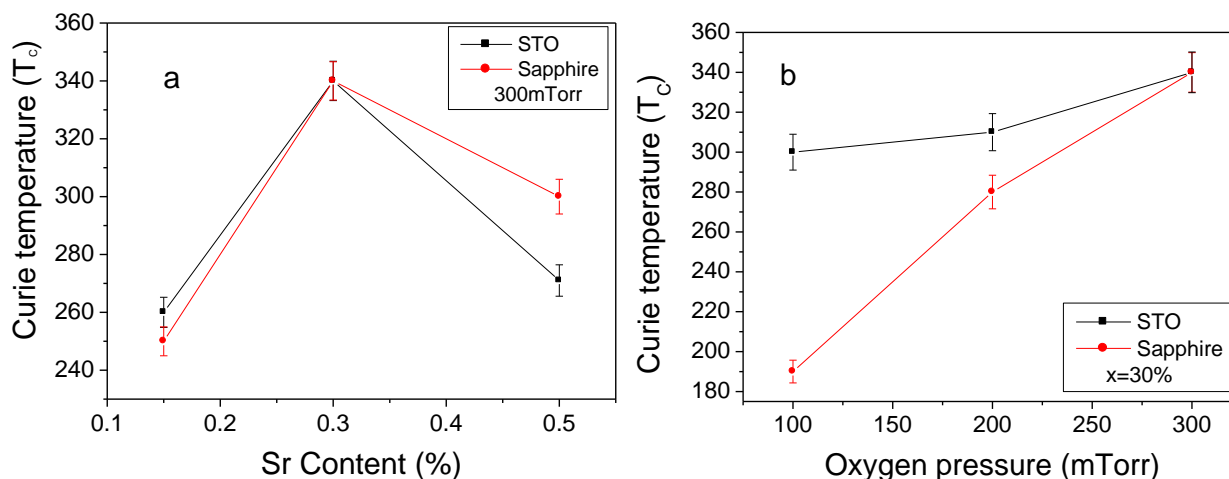 a
STO
Sapphire
300mTorr
360
340
320
300
280
260
240
0.1
0.2
0.3
0.4
0.5
Curie temperature (Tc)
Sr Content (%)
b
STO
Sapphire
x=30%
360
340
320
300
280
260
240
220
200
180
100
150
200
250
300
Curie temperature (TC)
Oxygen pressure (mTorr)